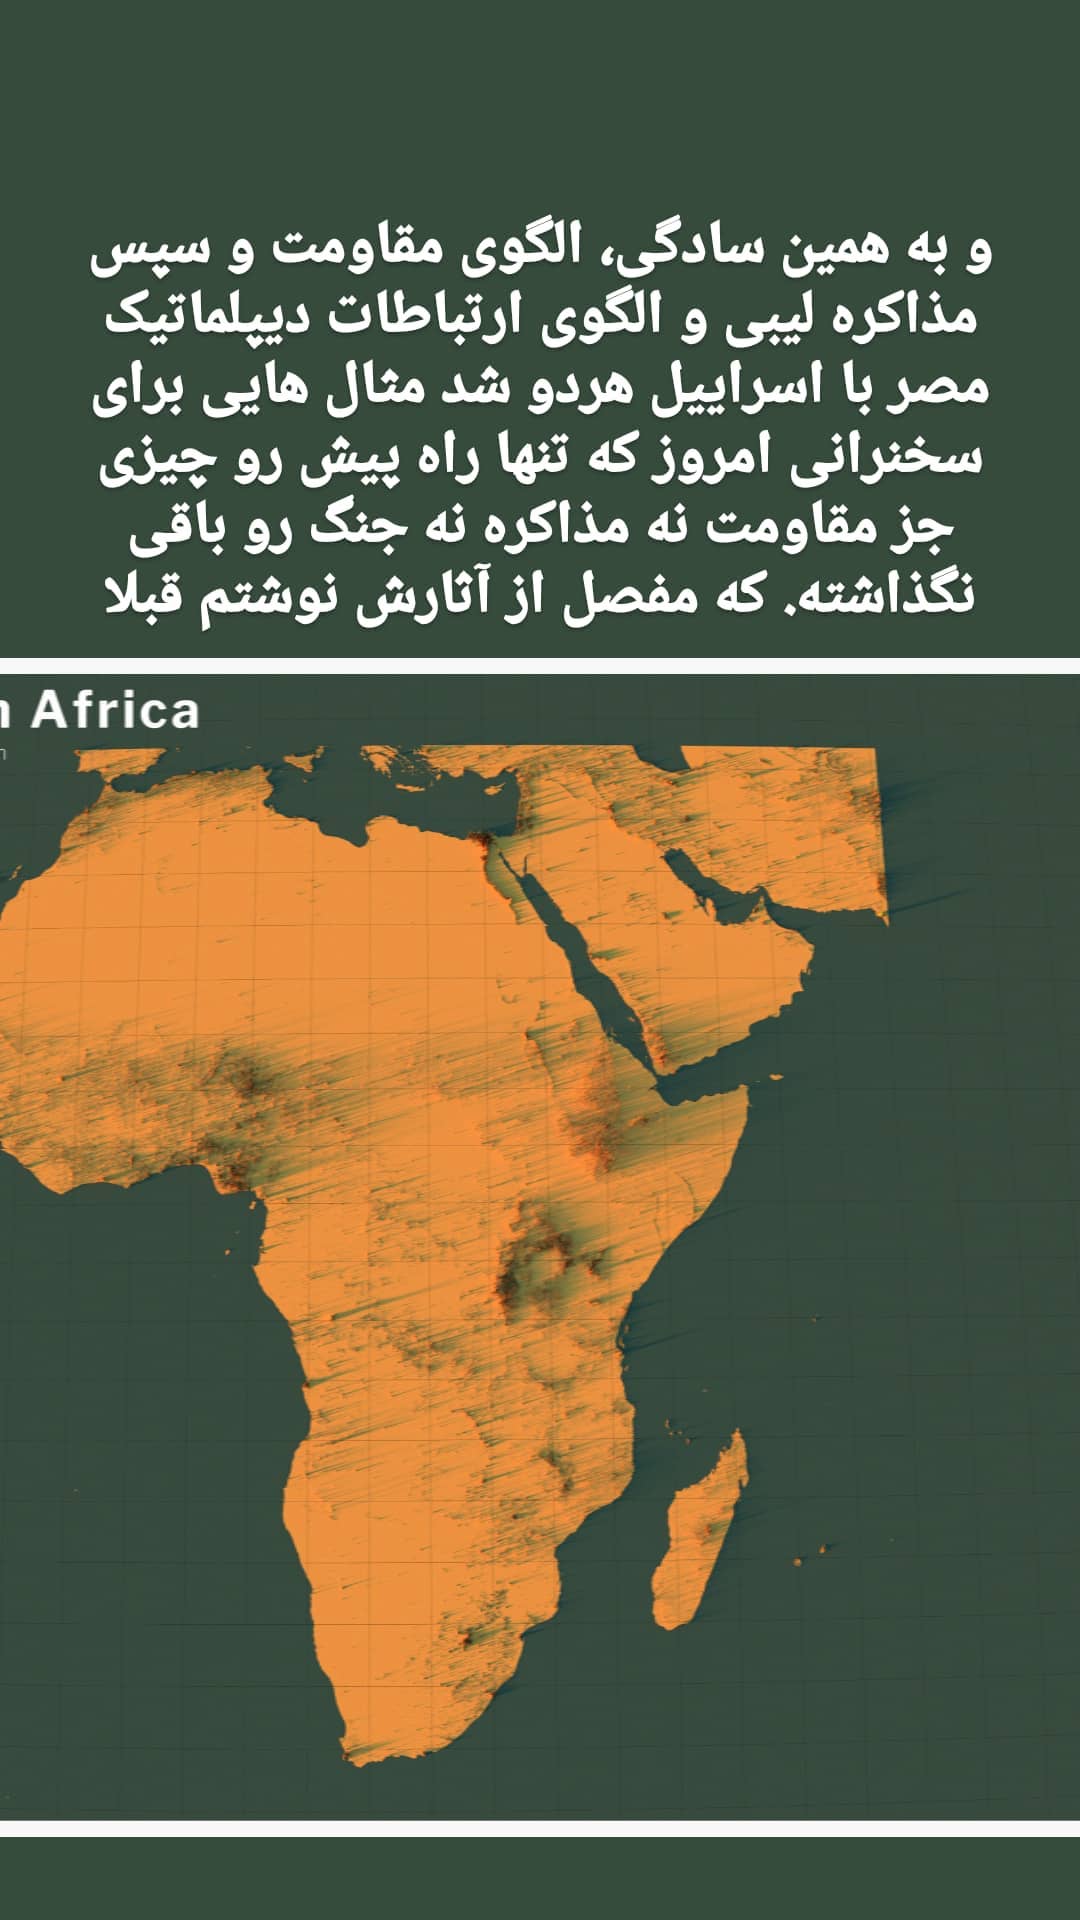 و به همین سادگی، الگوی مقاومت و سپس
مذاکره لیبی و الگوی ارتباطات دیپلماتیک
مصر با اسراییل هردو شد مثال هایی برای
سخنرانی امروز که تنها راه پیش رو چیزی
جز مقاومت نه مذاکره نه جنگ رو باقی
نگذاشته. که مفصل از آثارش نوشتم قبلا
Africa